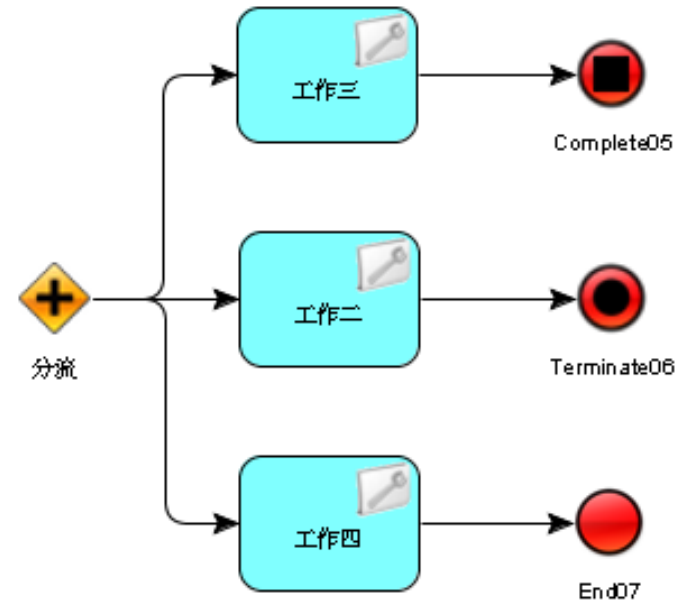 工作三
Complete05
工作二
分流
Terminate06
工作四
End07